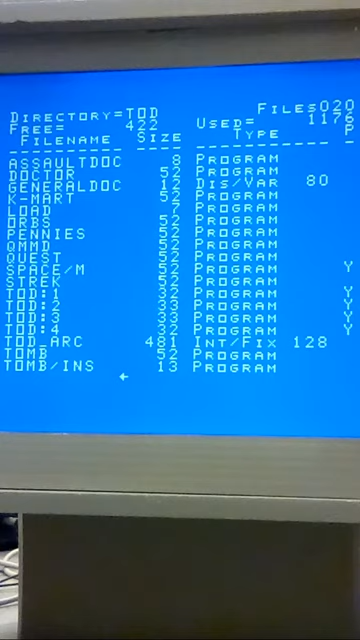 DIRECTORY=TOD FILES=020
FREE= 422 USED= 1176
FILENAME SIZE TYPE P
---------- ---- ----------- -
ASSAULTDOC 8 PROGRAM
DOCTOR 52 PROGRAM
GENERALDOC 12 DIS/VAR 80
K-MART 52 PROGRAM
LOAD PROGRAM
ORBS 52 PROGRAM
PENNIES 52 PROGRAM
QMMD 52 PROGRAM
QUEST 52 PROGRAM
SPACE/M 52 PROGRAM Y
STREK 52 PROGRAM
TOD:1 32 PROGRAM Y
TOD:2 33 PROGRAM Y
TOD:3 33 PROGRAM Y
TOD:4 32 PROGRAM Y
TOD_ARC 481 INT/FIX 128
TOMB 52 PROGRAM
TOMB/INS 13 PROGRAM